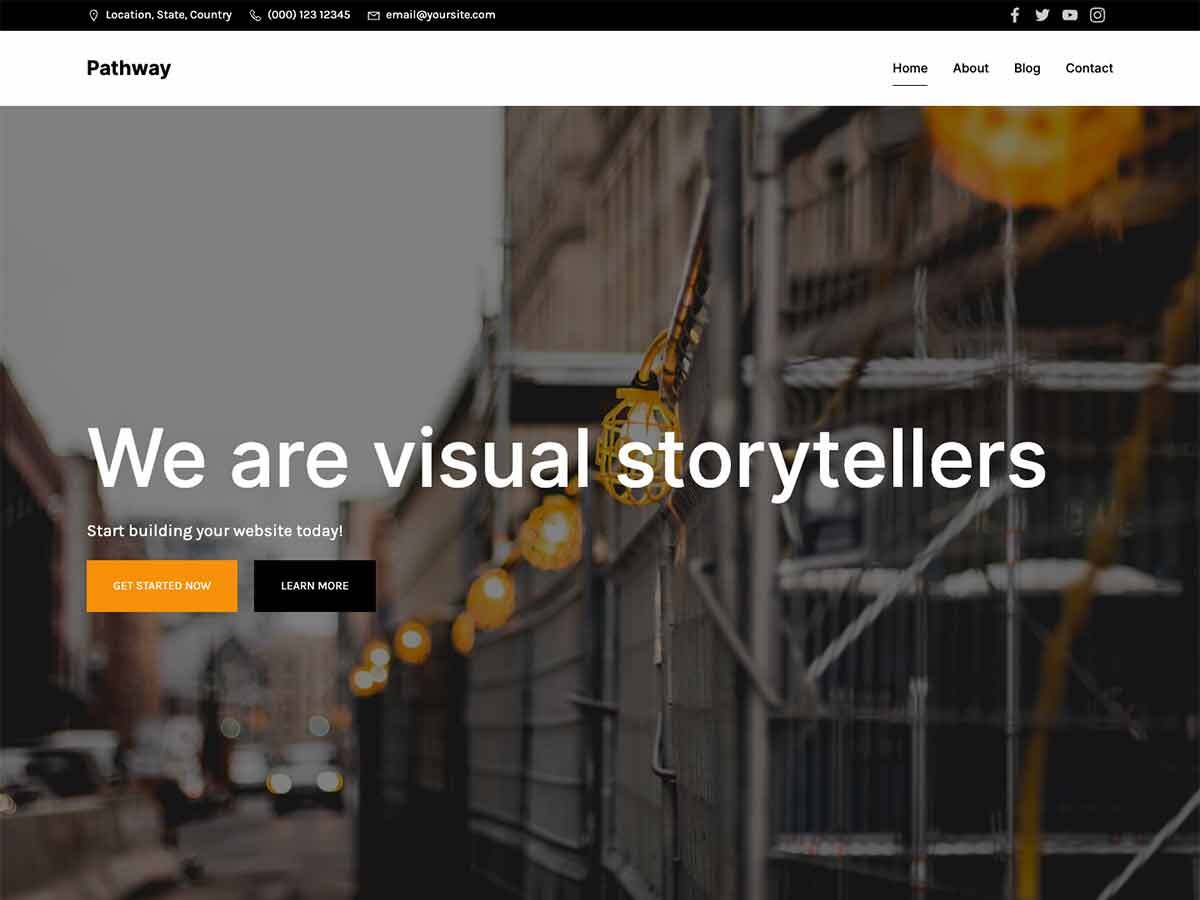 Location, State, Country (000) 123 12345 email@yoursite.com
Pathway Home About Blog Contact
We are visual storytellers
Start building your website today!
GET STARTED NOW LEARN MORE